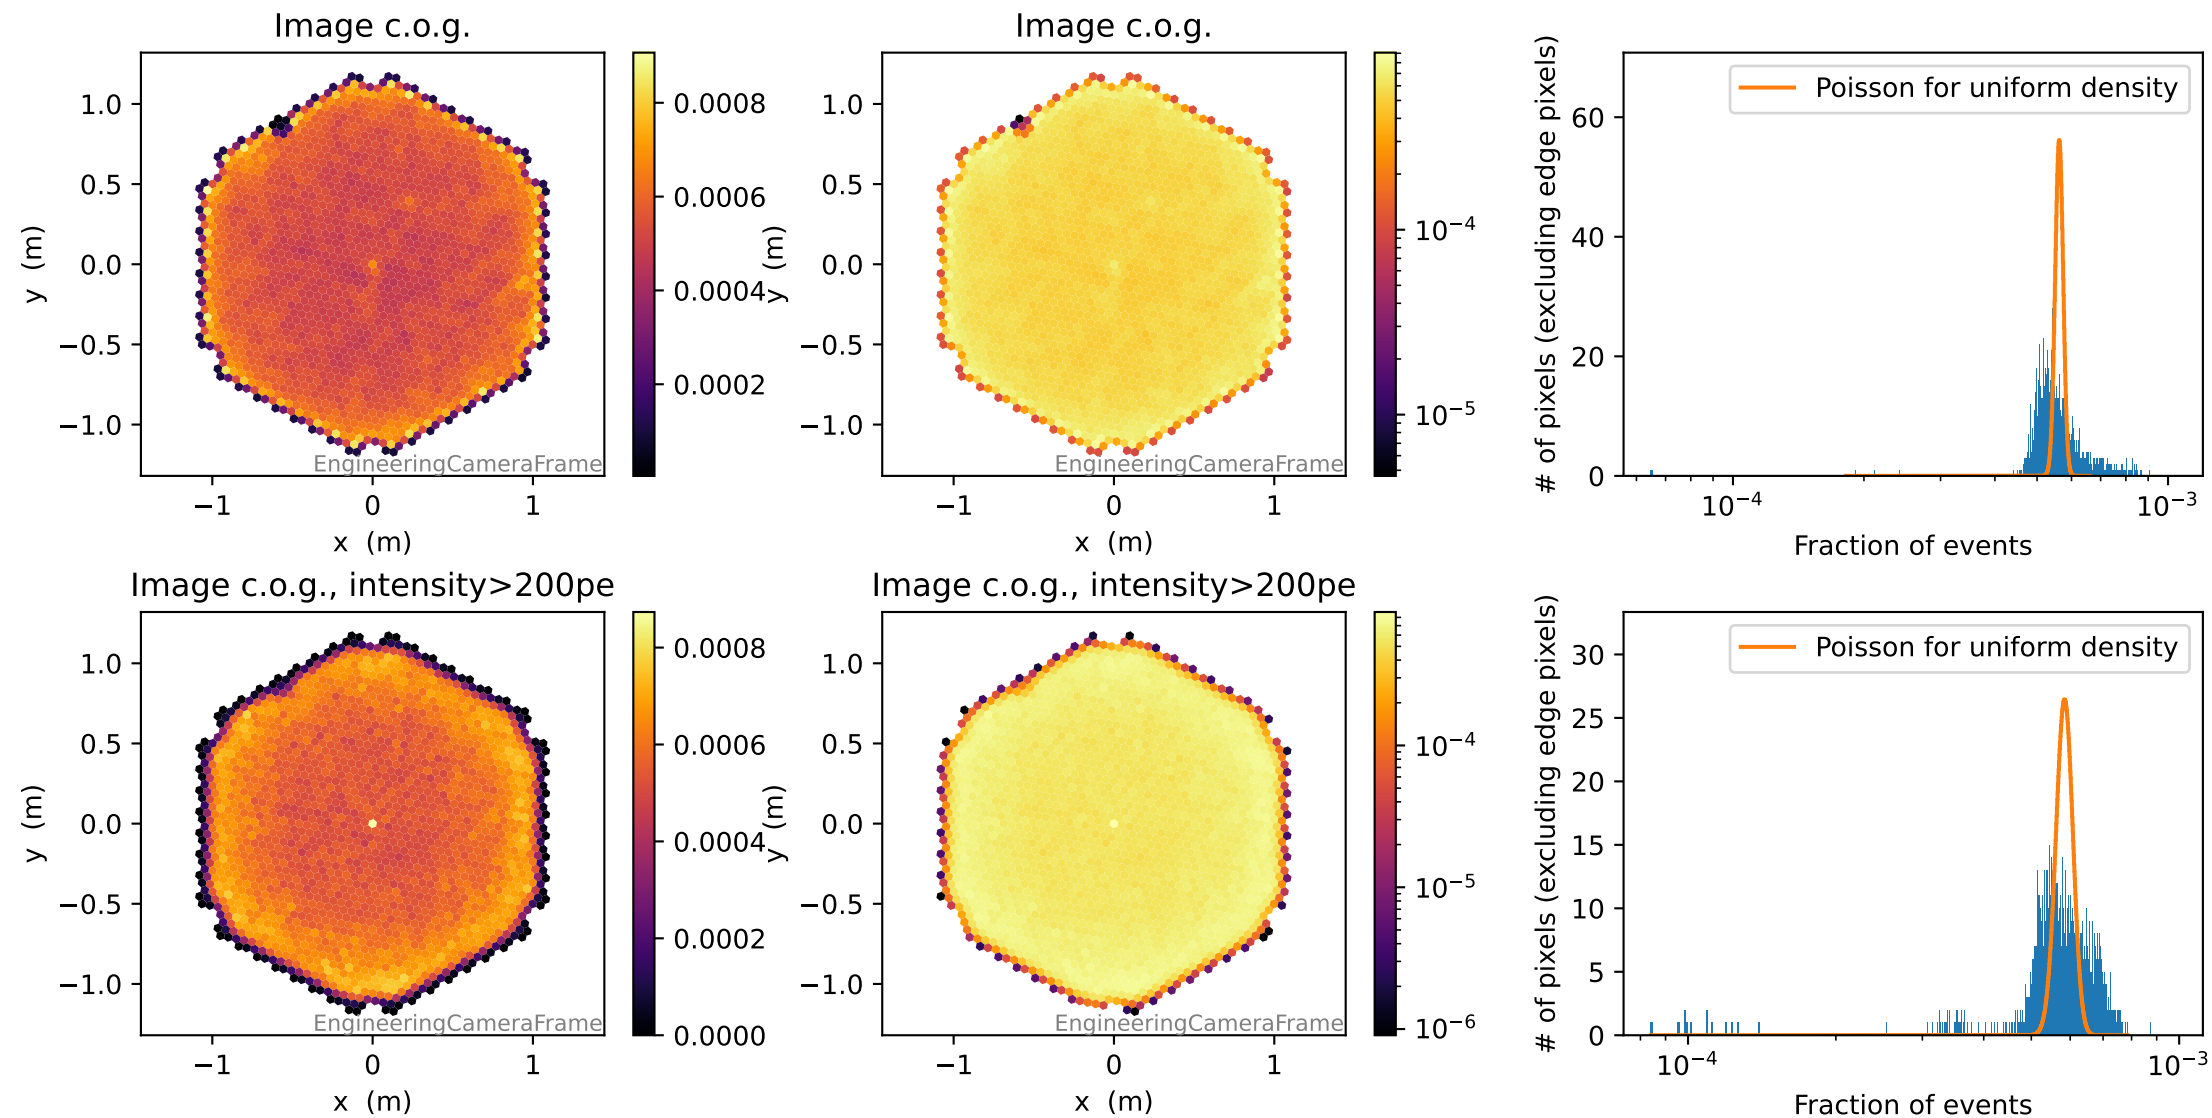 Image c.o.g.
1.0
0.5
0.0
−0.5
−1.0
y (m)
−1
0
1
x (m)
EngineeringCameraFrame
0.0008
0.0006
0.0004
0.0002
Image c.o.g.
1.0
0.5
0.0
−0.5
−1.0
y (m)
−1
0
1
x (m)
EngineeringCameraFrame
10⁻⁴
10⁻⁵
# of pixels (excluding edge pixels)
60
40
20
0
Poisson for uniform density
10⁻⁴
10⁻³
Fraction of events
Image c.o.g., intensity>200pe
1.0
0.5
0.0
−0.5
−1.0
y (m)
−1
0
1
x (m)
EngineeringCameraFrame
0.0008
0.0006
0.0004
0.0002
0.0000
Image c.o.g., intensity>200pe
1.0
0.5
0.0
−0.5
−1.0
y (m)
−1
0
1
x (m)
EngineeringCameraFrame
10⁻⁴
10⁻⁵
10⁻⁶
# of pixels (excluding edge pixels)
30
25
20
15
10
5
0
Poisson for uniform density
10⁻⁴
10⁻³
Fraction of events